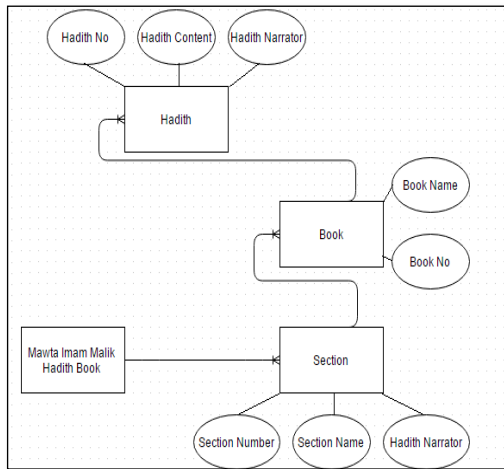 Hadith No
Hadith Content
Hadith Narrator
Hadith
Book Name
Book
Book No
Mawta Imam Malik
Hadith Book
Section
Section Number
Section Name
Hadith Narrator